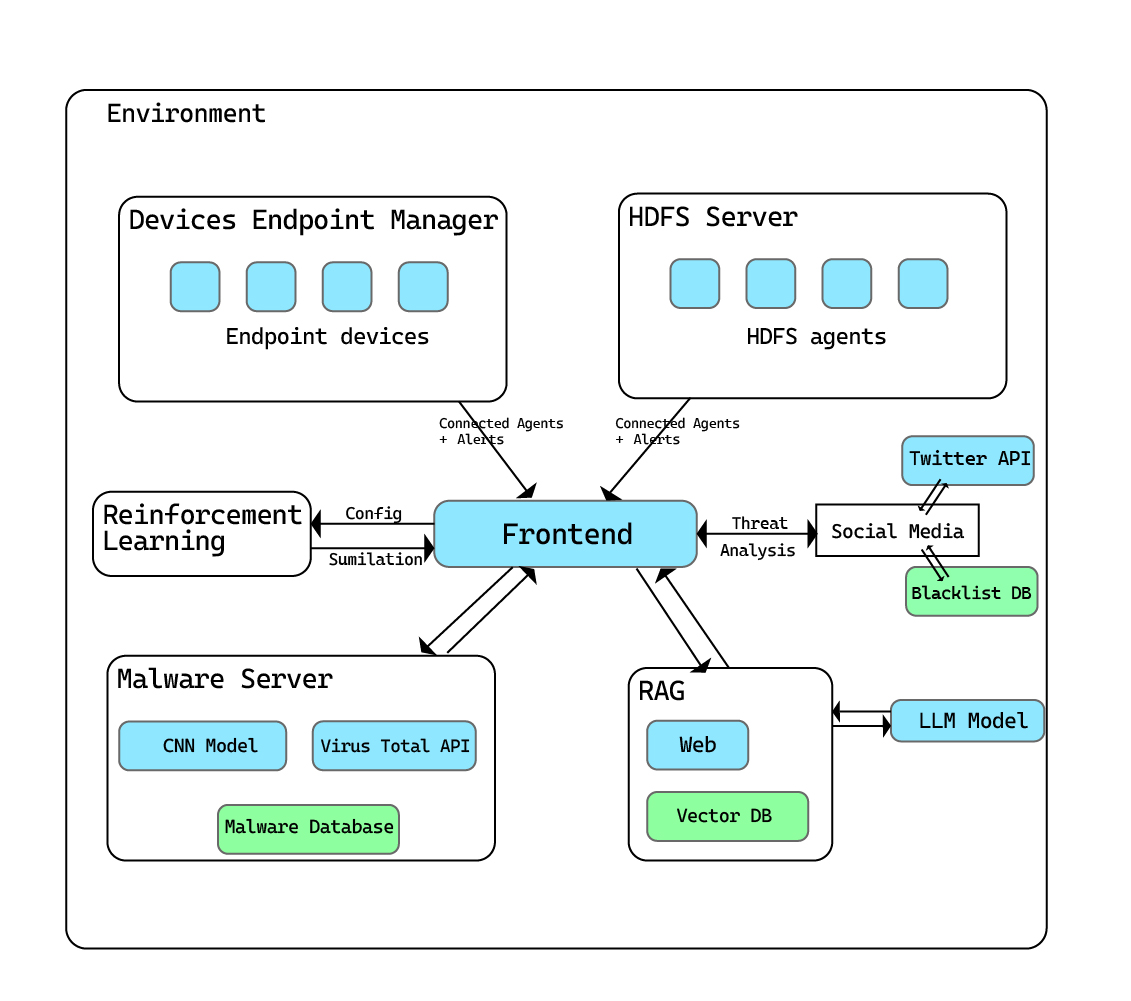 Environment
Devices Endpoint Manager
Endpoint devices
HDFS Server
HDFS agents
Connected Agents
+ Alerts
Connected Agents
+ Alerts
Twitter API
Reinforcement
Learning
Config
Sumilation
Frontend
Threat
Analysis
Social Media
Blacklist DB
Malware Server
CNN Model
Virus Total API
Malware Database
RAG
Web
Vector DB
LLM Model